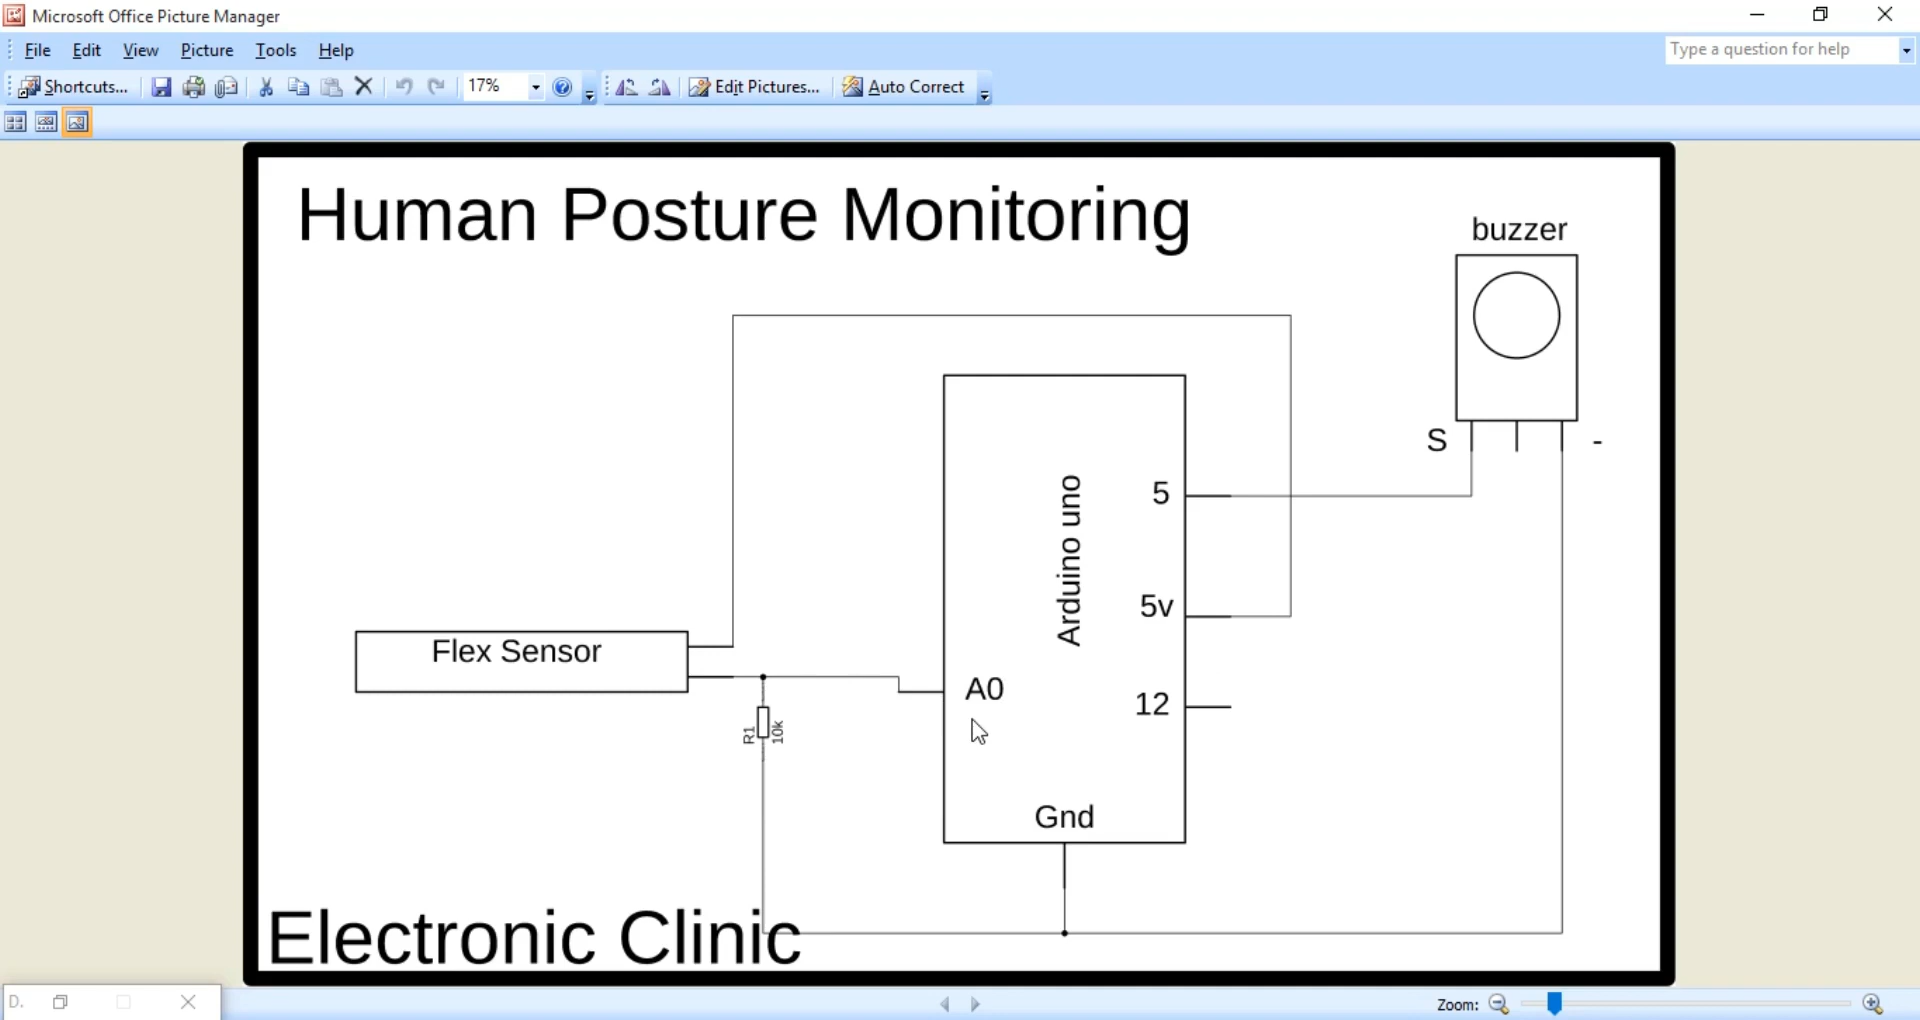 Microsoft Office Picture Manager
File Edit View Picture Tools Help
Type a question for help
Shortcuts... 17% Edit Pictures... Auto Correct
Human Posture Monitoring
buzzer
S -
5
Arduino uno
5v
Flex Sensor
A0
12
R1 10k
Gnd
Electronic Clinic
D.
Zoom: